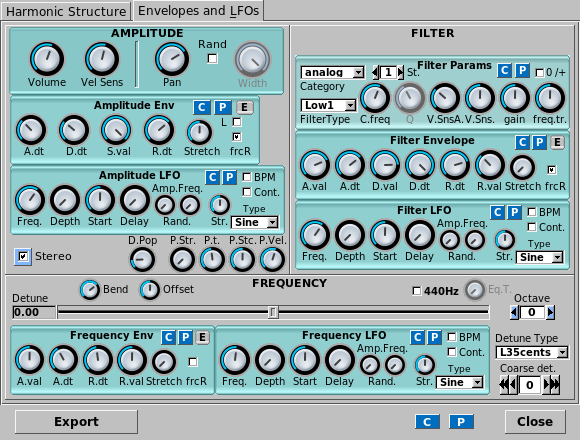 Harmonic Structure Envelopes and LFOs
AMPLITUDE
Volume Vel Sens Pan Rand Width
Amplitude Env C P E
A.dt D.dt S.val R.dt Stretch L frcR
Amplitude LFO C P BPM
Cont.
Amp.Freq.
Freq. Depth Start Delay Rand. Str. Type
Sine
Stereo D.Pop P.Str. P.t. P.Stc. P.Vel.
FILTER
Filter Params C P 0 /+
analog 1 St.
Category
Low1
FilterType C.freq Q V.SnsA. V.Sns. gain freq.tr.
Filter Envelope C P E
A.val A.dt D.val D.dt R.dt R.val Stretch frcR
Filter LFO C P BPM
Cont.
Amp.Freq.
Freq. Depth Start Delay Rand. Str. Type
Sine
FREQUENCY
Bend Offset 440Hz Eq.T.
Detune Octave
0.00 0
Frequency Env C P E
A.val A.dt R.dt R.val Stretch frcR
Frequency LFO C P BPM
Cont.
Amp.Freq.
Freq. Depth Start Delay Rand. Str. Type
Sine
Detune Type
L35cents
Coarse det.
0
Export C P Close